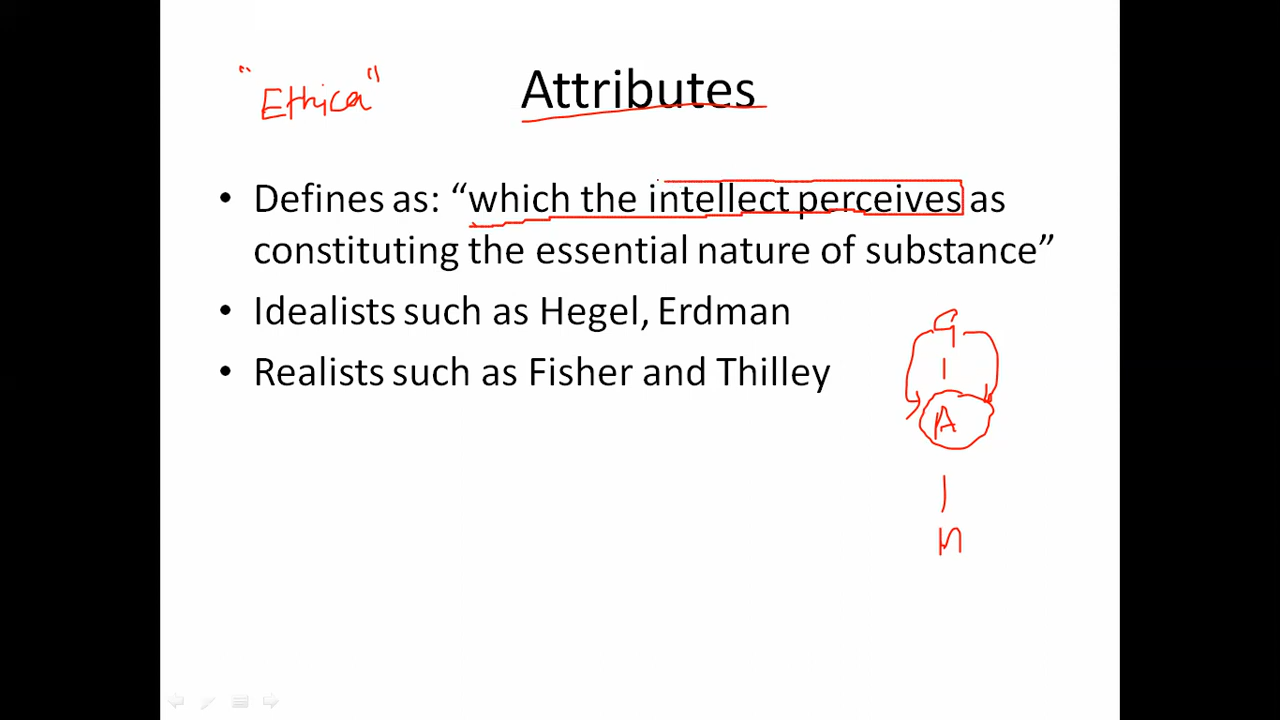 "Ethica"
Attributes
• Defines as: “which the intellect perceives as
constituting the essential nature of substance”
• Idealists such as Hegel, Erdman
• Realists such as Fisher and Thilley
G
A
M